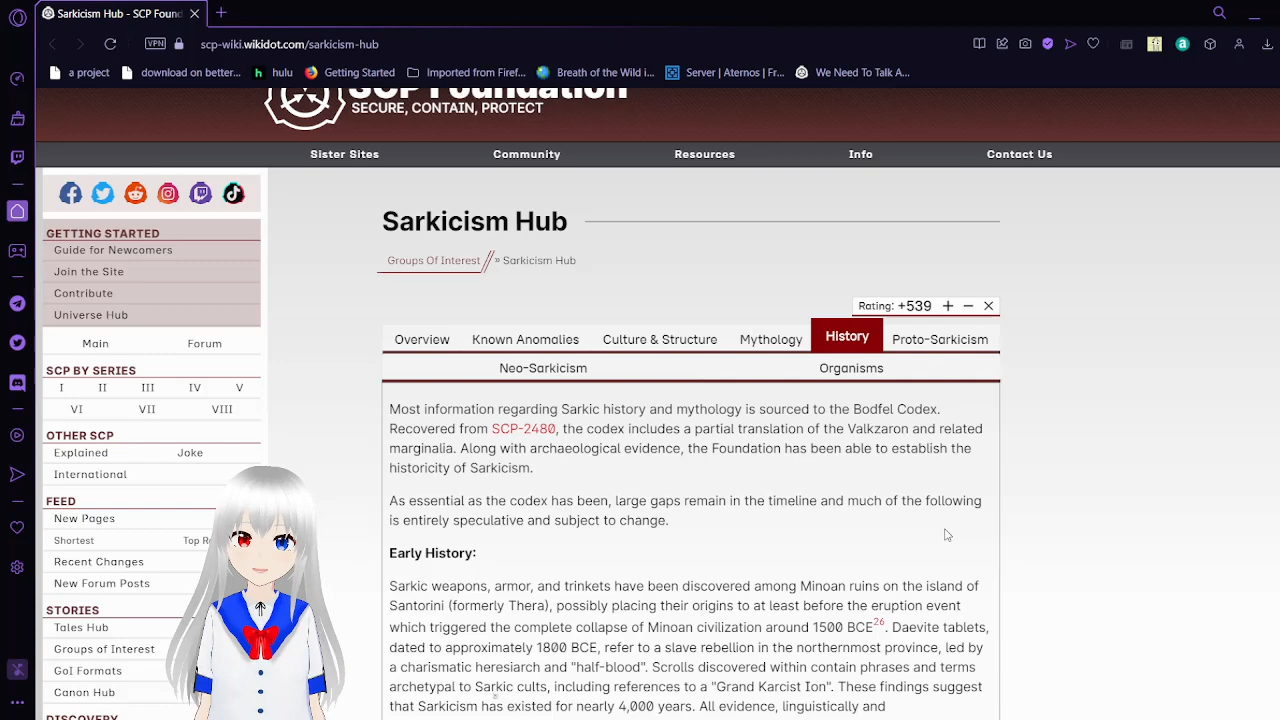 Sarkicism Hub - SCP Found
VPN
scp-wiki.wikidot.com/sarkicism-hub
a project
download on better...
hulu
Getting Started
Imported from Firef...
Breath of the Wild i...
Server | Aternos | Fr...
We Need To Talk A...
SCP Foundation
SECURE, CONTAIN, PROTECT
Sister Sites Community Resources Info Contact Us
GETTING STARTED
Guide for Newcomers
Join the Site
Contribute
Universe Hub
Main Forum
SCP BY SERIES
I II III IV V
VI VII VIII
OTHER SCP
Explained Joke
International
FEED
New Pages
Shortest Top R
Recent Changes
New Forum Posts
STORIES
Tales Hub
Groups of Interest
GoI Formats
Canon Hub
DISCOVERY
Sarkicism Hub
Groups Of Interest » Sarkicism Hub
Rating: +539 + − ×
Overview Known Anomalies Culture & Structure Mythology History Proto-Sarkicism
Neo-Sarkicism Organisms
Most information regarding Sarkic history and mythology is sourced to the Bodfel Codex.
Recovered from SCP-2480, the codex includes a partial translation of the Valkzaron and related
marginalia. Along with archaeological evidence, the Foundation has been able to establish the
historicity of Sarkicism.
As essential as the codex has been, large gaps remain in the timeline and much of the following
is entirely speculative and subject to change.
Early History:
Sarkic weapons, armor, and trinkets have been discovered among Minoan ruins on the island of
Santorini (formerly Thera), possibly placing their origins to at least before the eruption event
which triggered the complete collapse of Minoan civilization around 1500 BCE26. Daevite tablets,
dated to approximately 1800 BCE, refer to a slave rebellion in the northernmost province, led by
a charismatic heresiarch and "half-blood". Scrolls discovered within contain phrases and terms
archetypal to Sarkic cults, including references to a "Grand Karcist Ion". These findings suggest
that Sarkicism has existed for nearly 4,000 years. All evidence, linguistically and